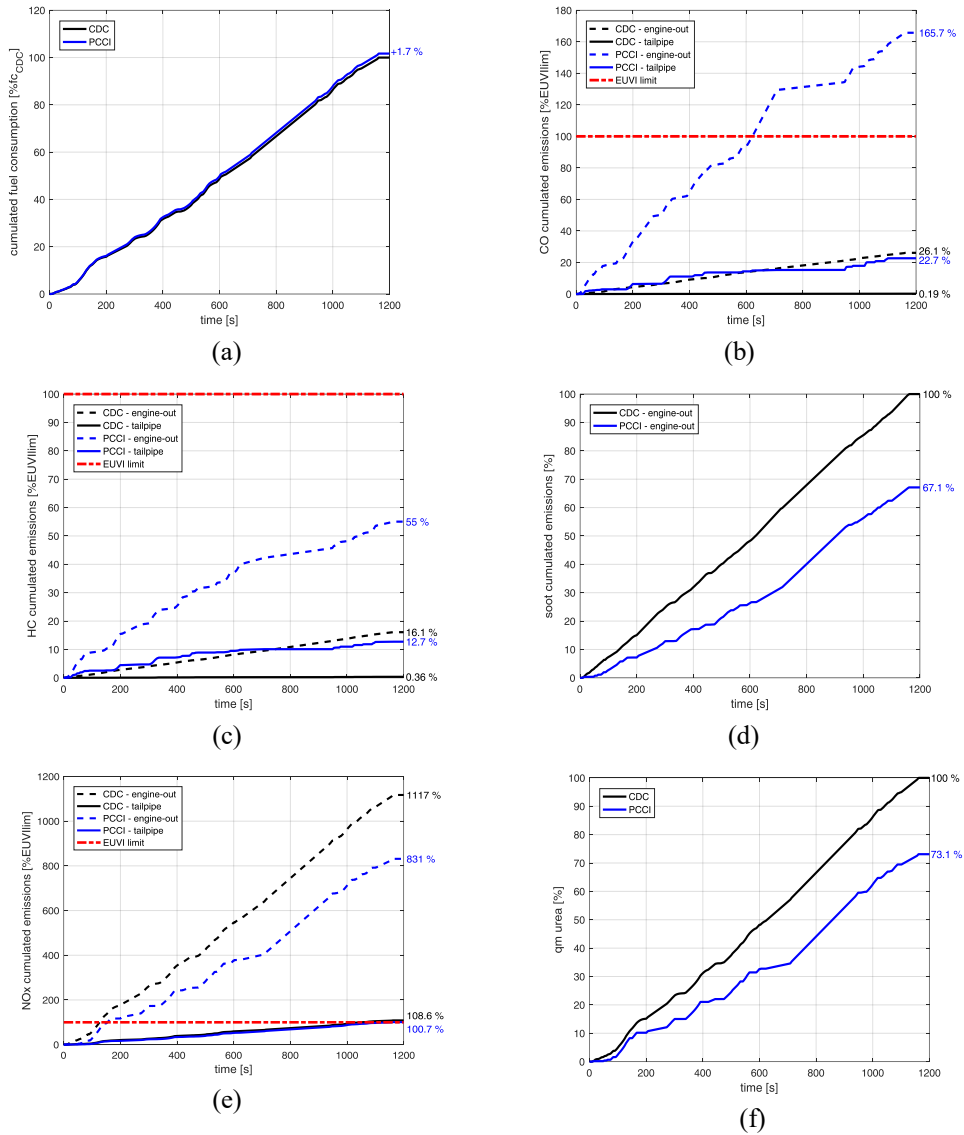 120
100
80
60
40
20
0
cumulated fuel consumption [%fcCDC]
CDC
PCCI
+1.7 %
0 200 400 600 800 1000 1200
time [s]
(a)
180
160
140
120
100
80
60
40
20
0
CO cumulated emissions [%EUVIlim]
CDC - engine-out
CDC - tailpipe
PCCI - engine-out
PCCI - tailpipe
EUVI limit
165.7 %
26.1 %
22.7 %
0.19 %
0 200 400 600 800 1000 1200
time [s]
(b)
100
90
80
70
60
50
40
30
20
10
0
HC cumulated emissions [%EUVIlim]
CDC - engine-out
CDC - tailpipe
PCCI - engine-out
PCCI - tailpipe
EUVI limit
55 %
16.1 %
12.7 %
0.36 %
0 200 400 600 800 1000 1200
time [s]
(c)
100
90
80
70
60
50
40
30
20
10
0
soot cumulated emissions [%]
CDC - engine-out
PCCI - engine-out
100 %
67.1 %
0 200 400 600 800 1000 1200
time [s]
(d)
1200
1000
800
600
400
200
100
0
NOx cumulated emissions [%EUVIlim]
CDC - engine-out
CDC - tailpipe
PCCI - engine-out
PCCI - tailpipe
EUVI limit
1117 %
831 %
108.6 %
100.7 %
0 200 400 600 800 1000 1200
time [s]
(e)
100
90
80
70
60
50
40
30
20
10
0
qm urea [%]
CDC
PCCI
100 %
73.1 %
0 200 400 600 800 1000 1200
time [s]
(f)